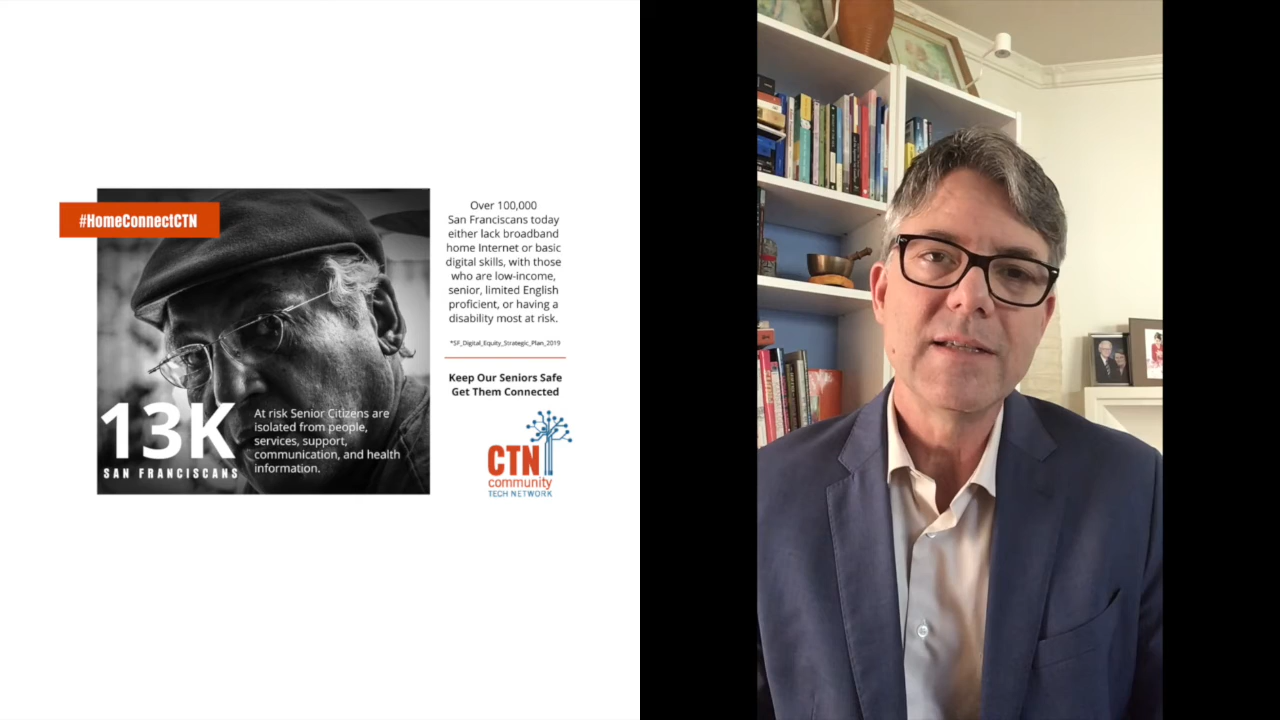 #HomeConnectCTN
13K
SAN FRANCISCANS
At risk Senior Citizens are
isolated from people,
services, support,
communication, and health
information.
Over 100,000
San Franciscans today
either lack broadband
home Internet or basic
digital skills, with those
who are low-income,
senior, limited English
proficient, or having a
disability most at risk.
*SF_Digital_Equity_Strategic_Plan_2019
Keep Our Seniors Safe
Get Them Connected
CTN
community
TECH NETWORK